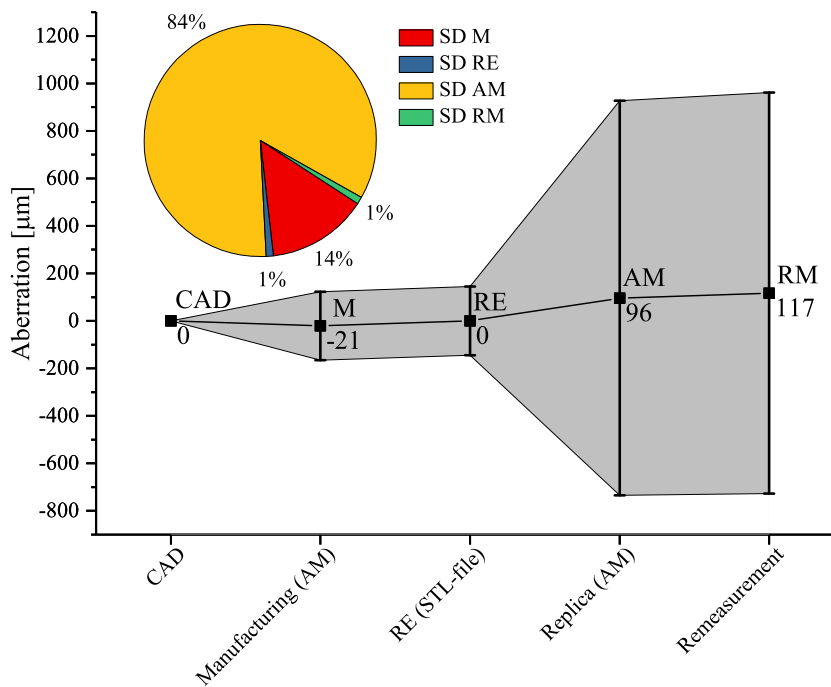 84%
SD M
SD RE
SD AM
SD RM
1%
14%
1%
1200
1000
800
600
400
200
0
-200
-400
-600
-800
Aberration [µm]
CAD
0
M
-21
RE
0
AM
96
RM
117
CAD
Manufacturing (AM)
RE (STL-file)
Replica (AM)
Remeasurement